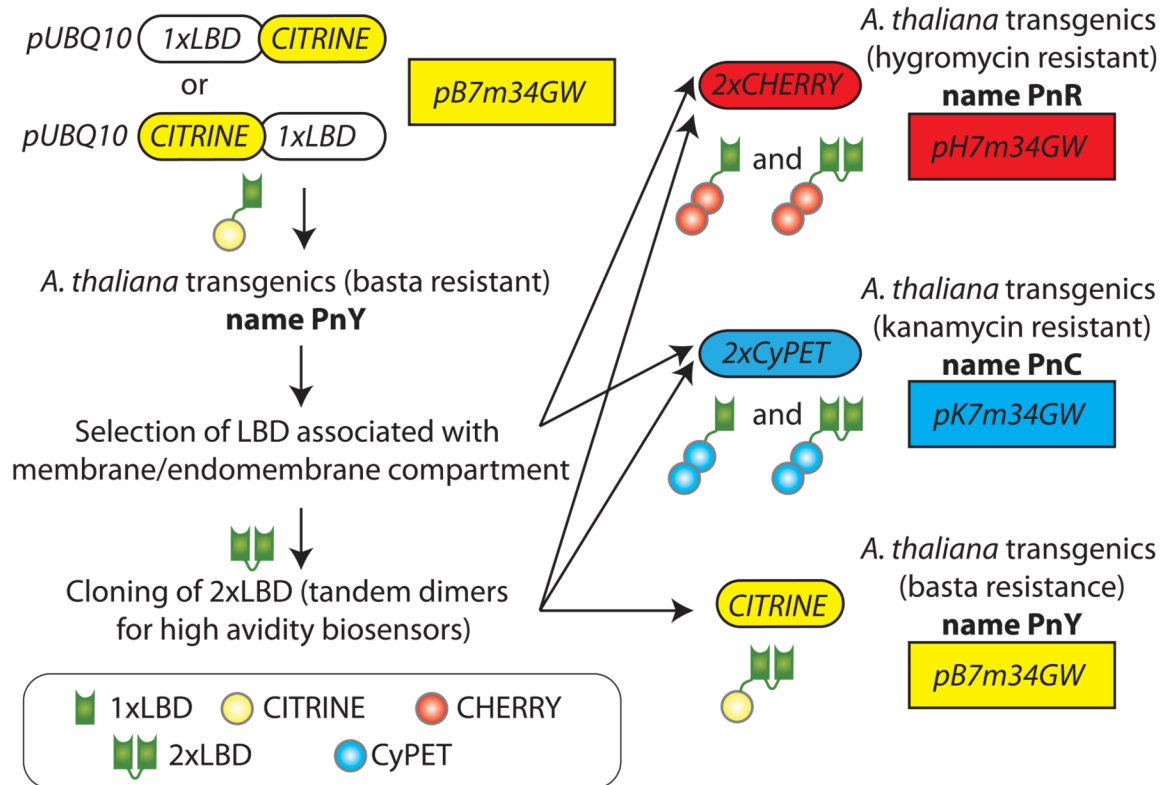 pUBQ10 1xLBD CITRINE
or
pUBQ10 CITRINE 1xLBD
pB7m34GW
A. thaliana transgenics (basta resistant)
name PnY
Selection of LBD associated with
membrane/endomembrane compartment
Cloning of 2xLBD (tandem dimers
for high avidity biosensors)
2xCHERRY
and
A. thaliana transgenics
(hygromycin resistant)
name PnR
pH7m34GW
2xCyPET
and
A. thaliana transgenics
(kanamycin resistant)
name PnC
pK7m34GW
CITRINE
A. thaliana transgenics
(basta resistance)
name PnY
pB7m34GW
1xLBD CITRINE CHERRY
2xLBD CyPET